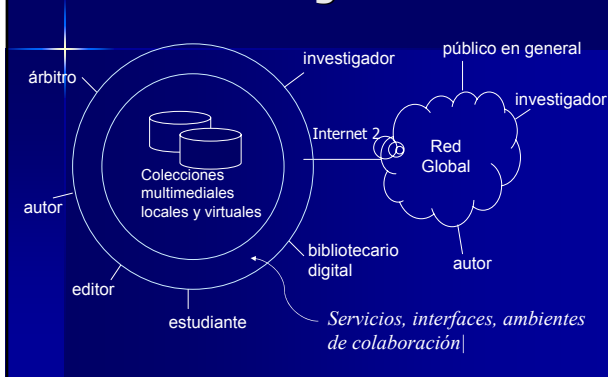 público en general
investigador
árbitro
investigador
Internet 2
Red
Global
Colecciones
multimediales
locales y virtuales
autor
bibliotecario
digital
autor
editor
estudiante
Servicios, interfaces, ambientes
de colaboración|